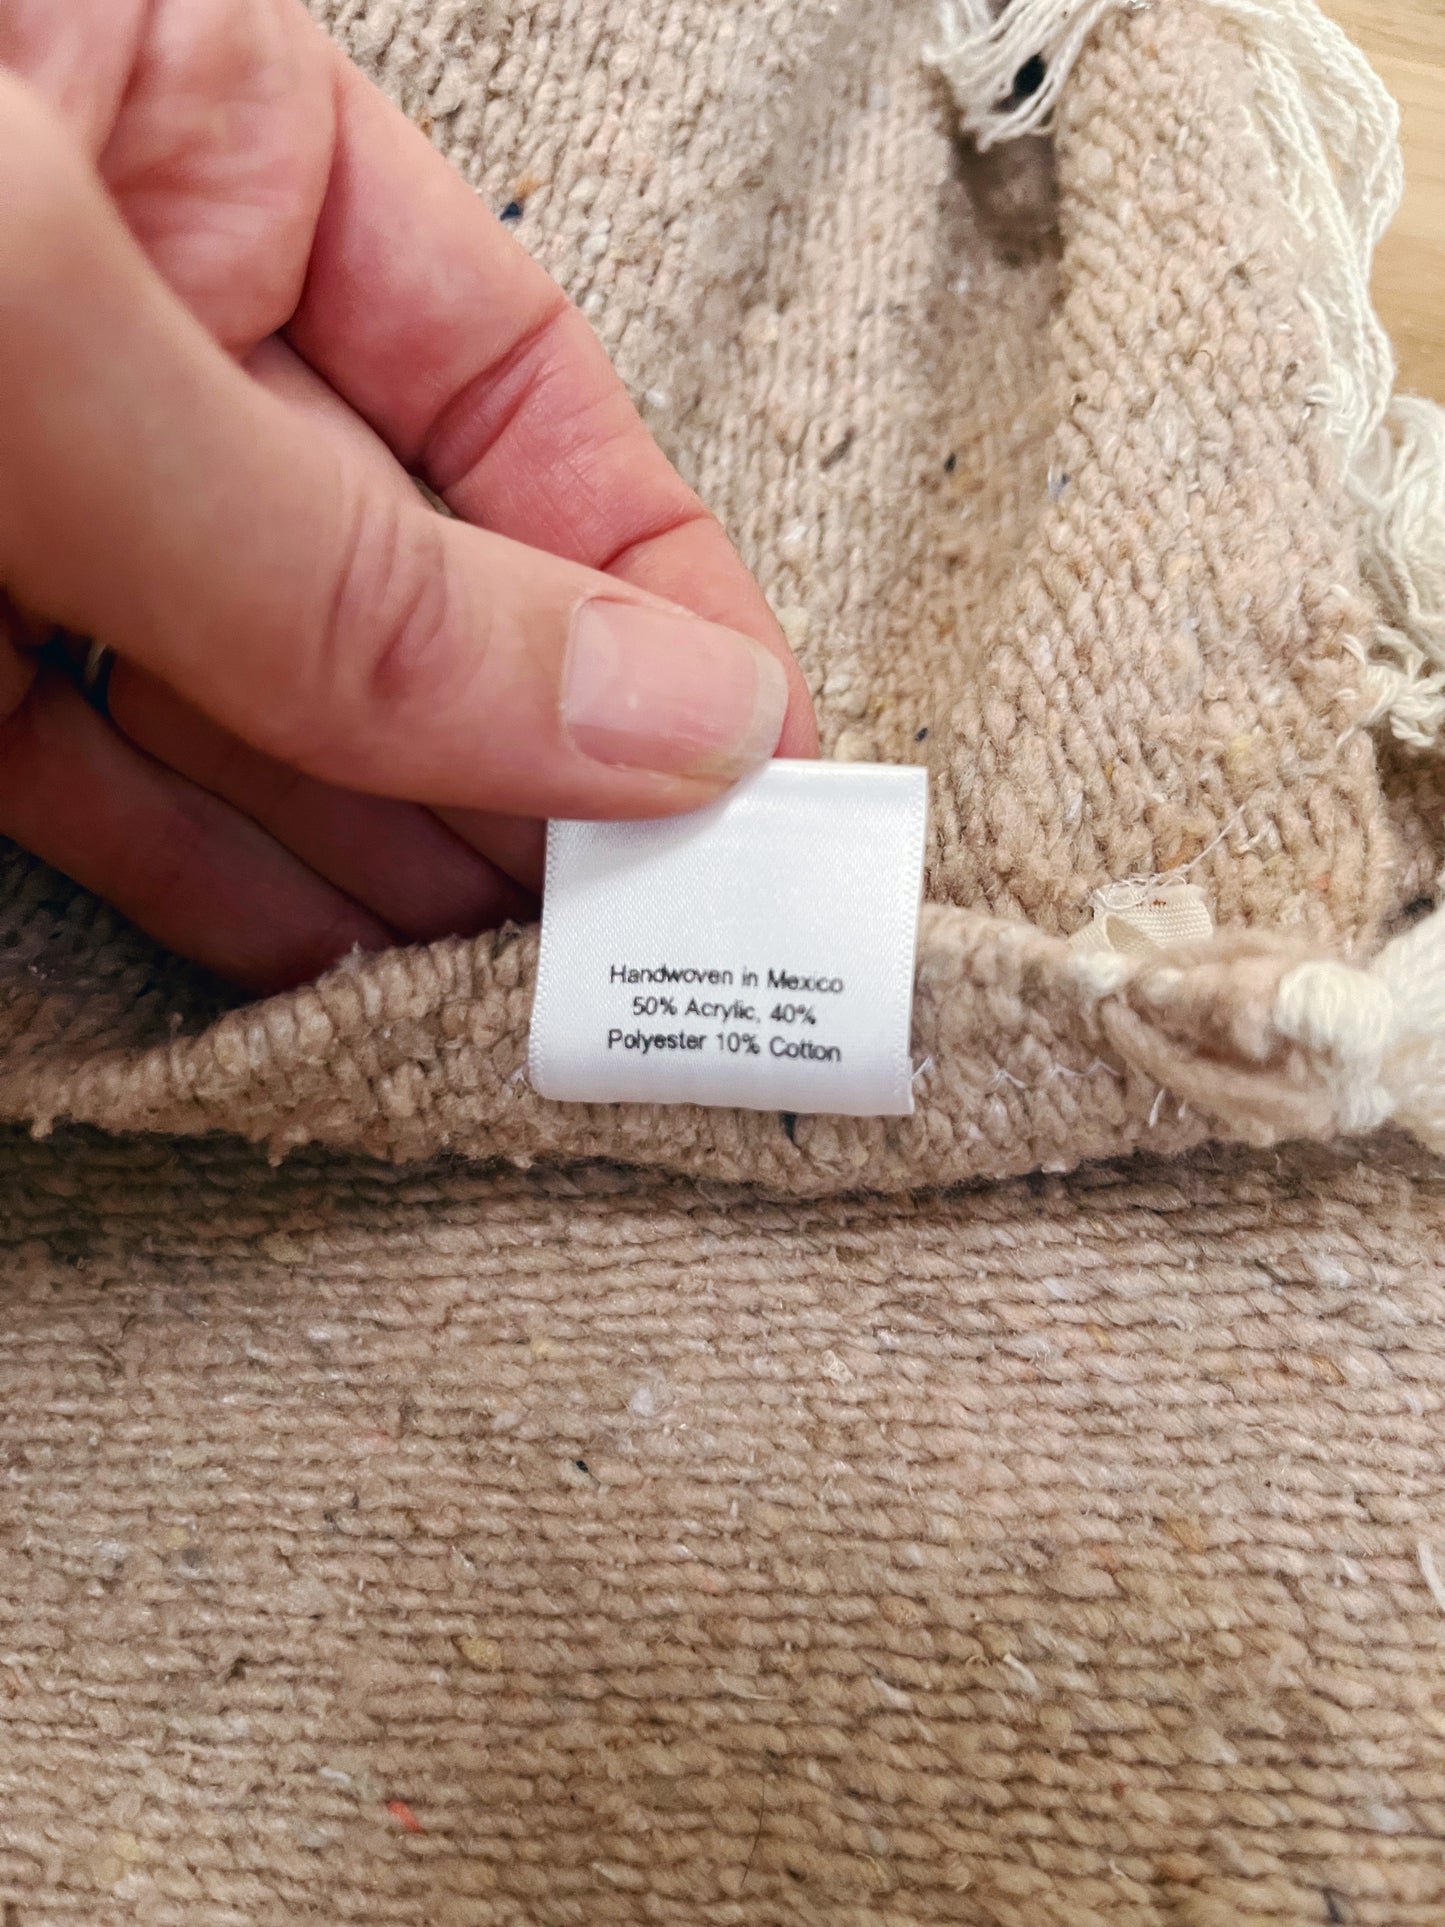 Handwoven in Mexico
50% Acrylic, 40%
Polyester 10% Cotton